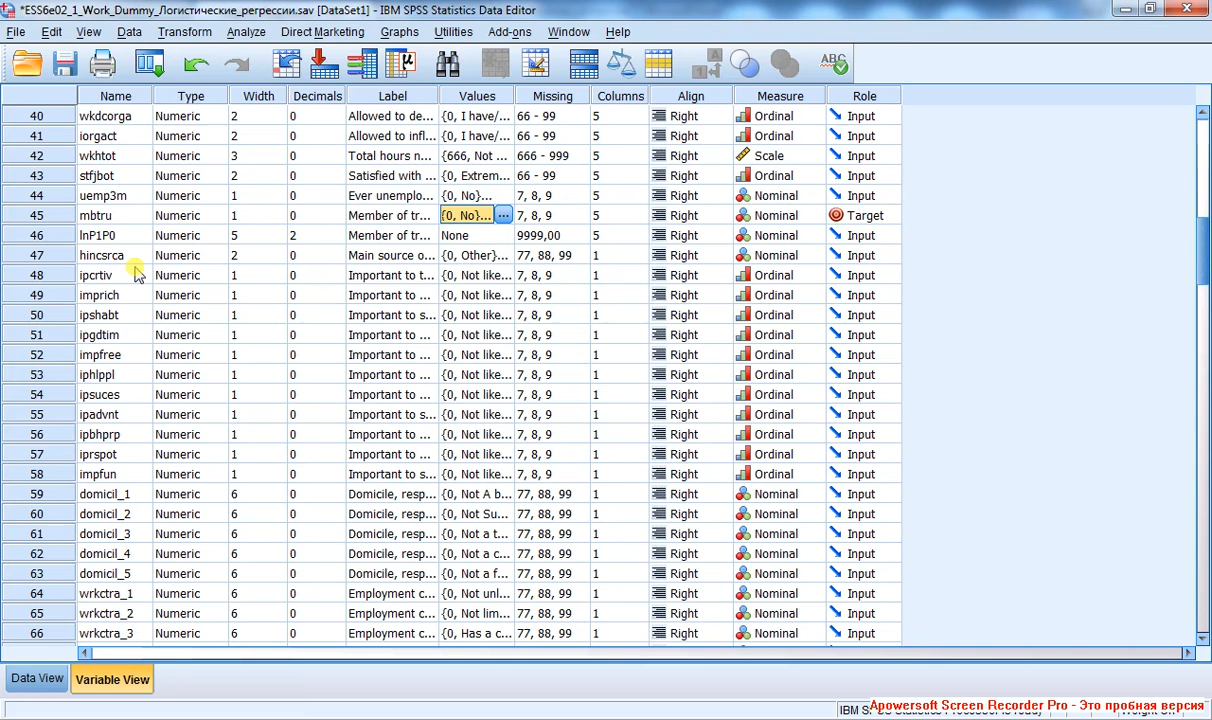 *ESS6e02_1_Work_Dummy_Логистические_регрессии.sav [DataSet1] - IBM SPSS Statistics Data Editor
File Edit View Data Transform Analyze Direct Marketing Graphs Utilities Add-ons Window Help
Name Type Width Decimals Label Values Missing Columns Align Measure Role
40 wkdcorga Numeric 2 0 Allowed to de... {0, I have/... 66 - 99 5 Right Ordinal Input
41 iorgact Numeric 2 0 Allowed to infl... {0, I have/... 66 - 99 5 Right Ordinal Input
42 wkhtot Numeric 3 0 Total hours n... {666, Not ... 666 - 999 5 Right Scale Input
43 stfjbot Numeric 2 0 Satisfied with ... {0, Extrem... 66 - 99 5 Right Ordinal Input
44 uemp3m Numeric 1 0 Ever unemplo... {0, No}... 7, 8, 9 5 Right Nominal Input
45 mbtru Numeric 1 0 Member of tr... {0, No}... ... 7, 8, 9 5 Right Nominal Target
46 lnP1P0 Numeric 5 2 Member of tr... None 9999,00 5 Right Nominal Input
47 hincsrca Numeric 2 0 Main source o... {0, Other}... 77, 88, 99 5 Right Nominal Input
48 ipcrtiv Numeric 1 0 Important to t... {0, Not like... 7, 8, 9 1 Right Ordinal Input
49 imprich Numeric 1 0 Important to ... {0, Not like... 7, 8, 9 1 Right Ordinal Input
50 ipshabt Numeric 1 0 Important to s... {0, Not like... 7, 8, 9 1 Right Ordinal Input
51 ipgdtim Numeric 1 0 Important to ... {0, Not like... 7, 8, 9 1 Right Ordinal Input
52 impfree Numeric 1 0 Important to ... {0, Not like... 7, 8, 9 1 Right Ordinal Input
53 iphlppl Numeric 1 0 Important to ... {0, Not like... 7, 8, 9 1 Right Ordinal Input
54 ipsuces Numeric 1 0 Important to ... {0, Not like... 7, 8, 9 1 Right Ordinal Input
55 ipadvnt Numeric 1 0 Important to s... {0, Not like... 7, 8, 9 1 Right Ordinal Input
56 ipbhprp Numeric 1 0 Important to ... {0, Not like... 7, 8, 9 1 Right Ordinal Input
57 iprspot Numeric 1 0 Important to ... {0, Not like... 7, 8, 9 1 Right Ordinal Input
58 impfun Numeric 1 0 Important to s... {0, Not like... 7, 8, 9 1 Right Ordinal Input
59 domicil_1 Numeric 6 0 Domicile, resp... {0, Not A b... 77, 88, 99 1 Right Nominal Input
60 domicil_2 Numeric 6 0 Domicile, resp... {0, Not Su... 77, 88, 99 1 Right Nominal Input
61 domicil_3 Numeric 6 0 Domicile, resp... {0, Not a t... 77, 88, 99 1 Right Nominal Input
62 domicil_4 Numeric 6 0 Domicile, resp... {0, Not a c... 77, 88, 99 1 Right Nominal Input
63 domicil_5 Numeric 6 0 Domicile, resp... {0, Not a f... 77, 88, 99 1 Right Nominal Input
64 wrkctra_1 Numeric 6 0 Employment c... {0, Not unl... 77, 88, 99 1 Right Nominal Input
65 wrkctra_2 Numeric 6 0 Employment c... {0, Not lim... 77, 88, 99 1 Right Nominal Input
66 wrkctra_3 Numeric 6 0 Employment c... {0, Has a c... 77, 88, 99 1 Right Nominal Input
Data View Variable View
Apowersoft Screen Recorder Pro - Это пробная версия